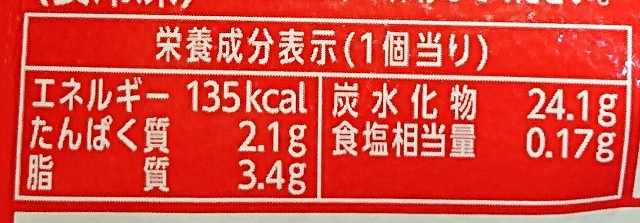 栄養成分表示(1個当り)
エネルギー 135kcal
たんぱく質 2.1g
脂質 3.4g
炭水化物 24.1g
食塩相当量 0.17g